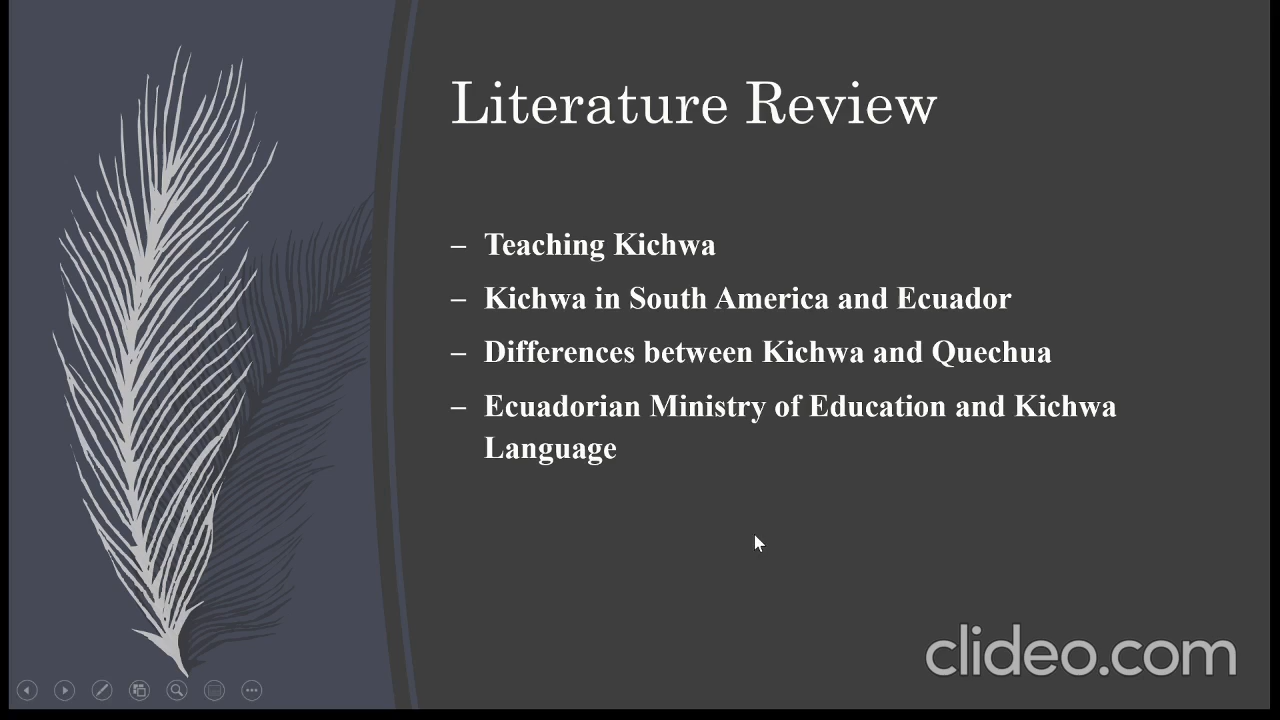 Literature Review
– Teaching Kichwa
– Kichwa in South America and Ecuador
– Differences between Kichwa and Quechua
– Ecuadorian Ministry of Education and Kichwa
Language
clideo.com